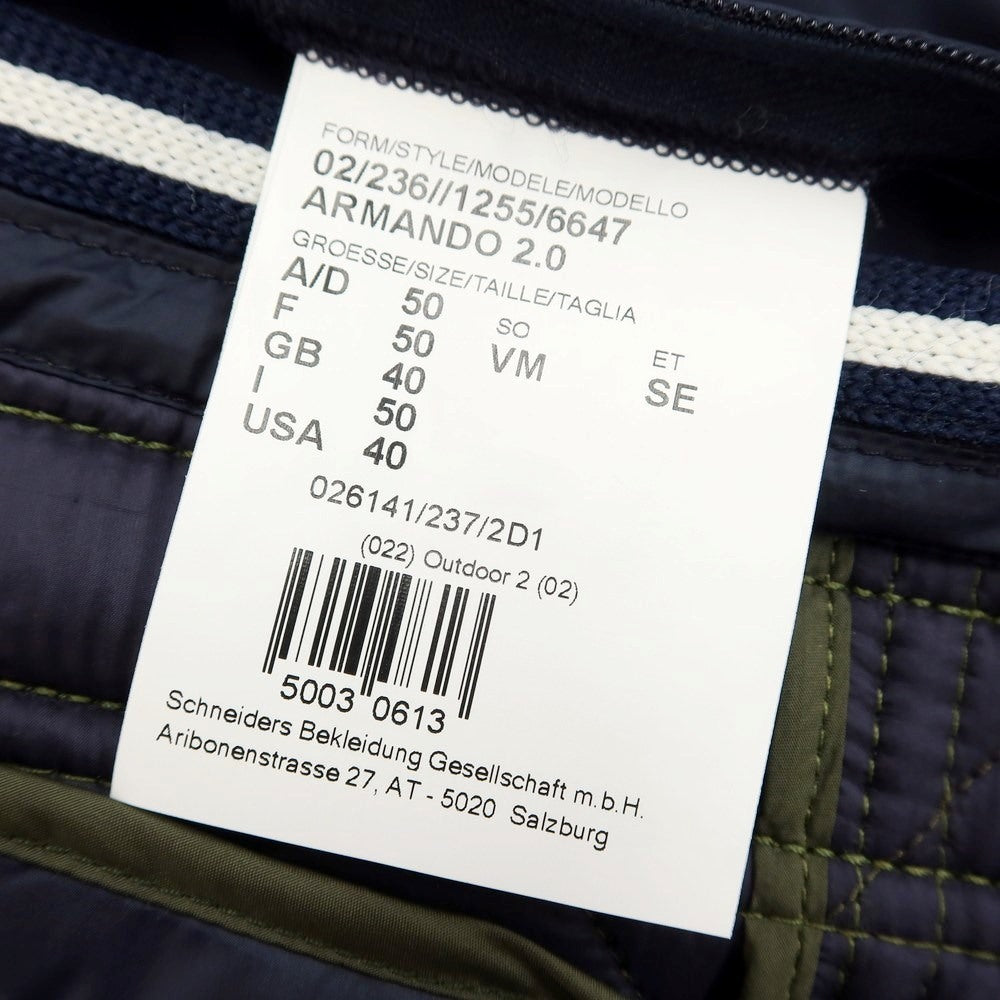 FORM/STYLE/MODELE/MODELLO
02/236//1255/6647
ARMANDO 2.0
GROESSE/SIZE/TAILLE/TAGLIA
A/D 50 SO ET
F 50 VM SE
GB 40
I 50
USA 40
026141/237/2D1
(022) Outdoor 2 (02)
5003 0613
Schneiders Bekleidung Gesellschaft m.b.H.
Aribonenstrasse 27, AT - 5020 Salzburg